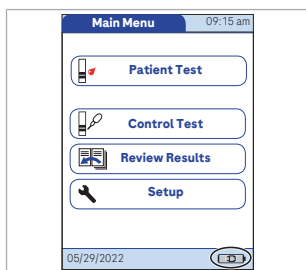 Main Menu 09:15 am
Patient Test
Control Test
Review Results
Setup
05/29/2022